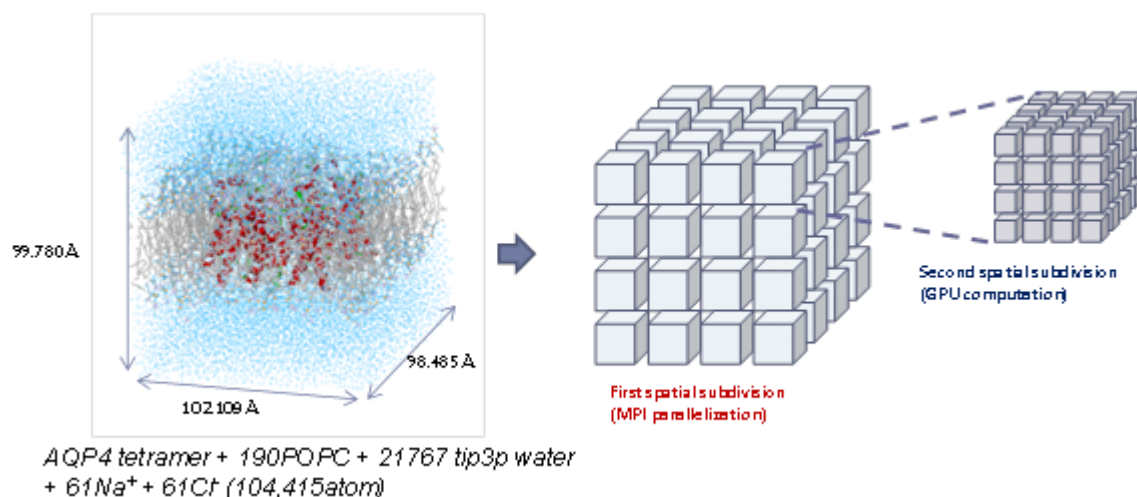 99.780Å
98.485Å
102.109Å
AQP4 tetramer + 190POPC + 21767 tip3p water
+ 61Na⁺ + 61Cl⁻ (104,415atom)
First spatial subdivision
(MPI parallelization)
Second spatial subdivision
(GPU computation)